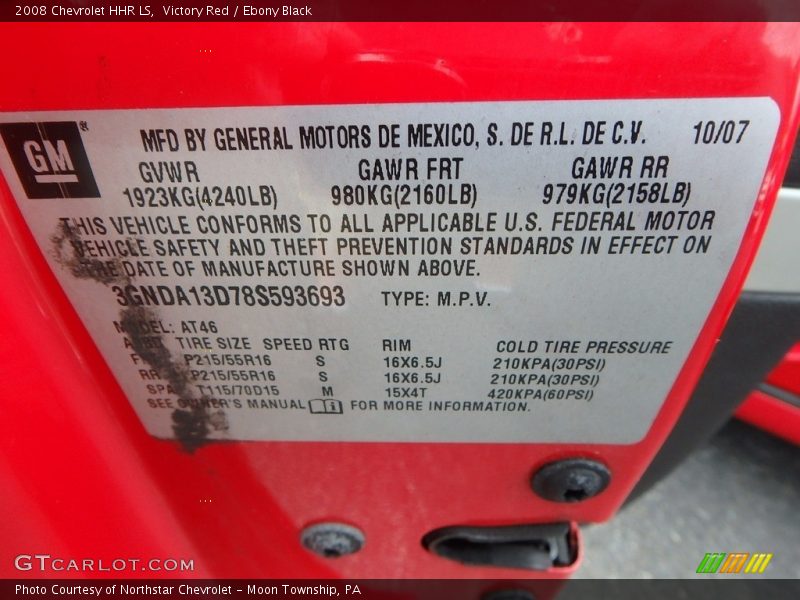 2008 Chevrolet HHR LS,  Victory Red / Ebony Black
GM ®
MFD BY GENERAL MOTORS DE MEXICO, S. DE R.L. DE C.V. 10/07
GVWR GAWR FRT GAWR RR
1923KG(4240LB) 980KG(2160LB) 979KG(2158LB)
THIS VEHICLE CONFORMS TO ALL APPLICABLE U.S. FEDERAL MOTOR
VEHICLE SAFETY AND THEFT PREVENTION STANDARDS IN EFFECT ON
THE DATE OF MANUFACTURE SHOWN ABOVE.
3GNDA13D78S593693 TYPE: M.P.V.
MODEL: AT46
TIRE SIZE SPEED RTG RIM COLD TIRE PRESSURE
P215/55R16 S 16X6.5J 210KPA(30PSI)
RR P215/55R16 S 16X6.5J 210KPA(30PSI)
SPA T115/70D15 M 15X4T 420KPA(60PSI)
SEE OWNER'S MANUAL FOR MORE INFORMATION.
GTCARLOT.COM
Photo Courtesy of Northstar Chevrolet - Moon Township, PA